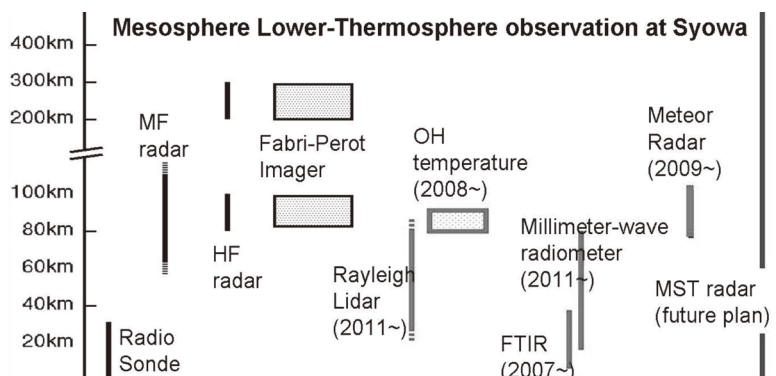 Mesosphere Lower-Thermosphere observation at Syowa
400km
300km
200km
100km
80km
60km
40km
20km
MF
radar
HF
radar
Fabri-Perot
Imager
OH
temperature
(2008~)
Meteor
Radar
(2009~)
Millimeter-wave
radiometer
(2011~)
Rayleigh
Lidar
(2011~)
MST radar
(future plan)
Radio
Sonde
FTIR
(2007~)